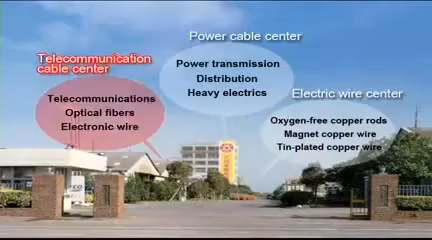 Power cable center
Power transmission
Distribution
Heavy electrics
Telecommunication
cable center
Telecommunications
Optical fibers
Electronic wire
Electric wire center
Oxygen-free copper rods
Magnet copper wire
Tin-plated copper wire